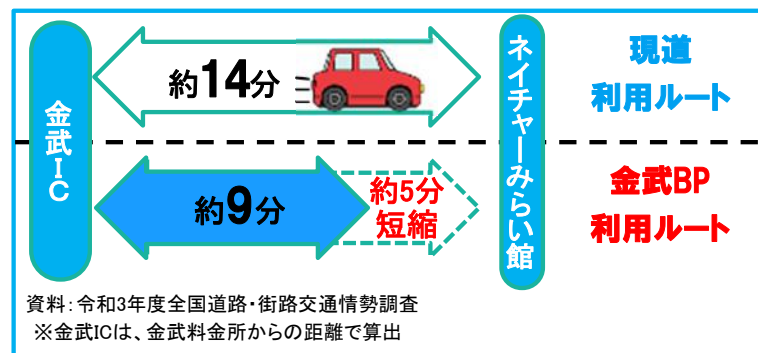 金武IC
約14分
ネイチャーみらい館
現道
利用ルート
約9分
約5分
短縮
金武BP
利用ルート
資料:令和3年度全国道路・街路交通情勢調査
※金武ICは、金武料金所からの距離で算出